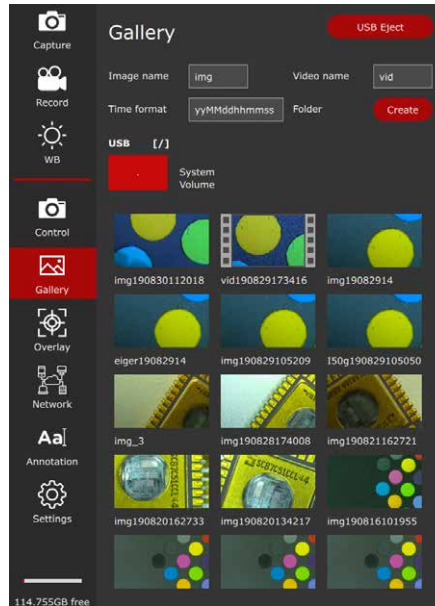 Capture
Record
WB
Control
Gallery
Overlay
Network
Aa
Annotation
Settings
114.755GB free
Gallery
USB Eject
Image name
img
Video name
vid
Time format
yyMMddhhmmss
Folder
Create
USB [/]
System
Volume
img190830112018
vid190829173416
img19082914
eiger19082914
img190829105209
I50g190829105050
img_3
img190828174008
img190821162721
img190820162733
img190820134217
img190816101955